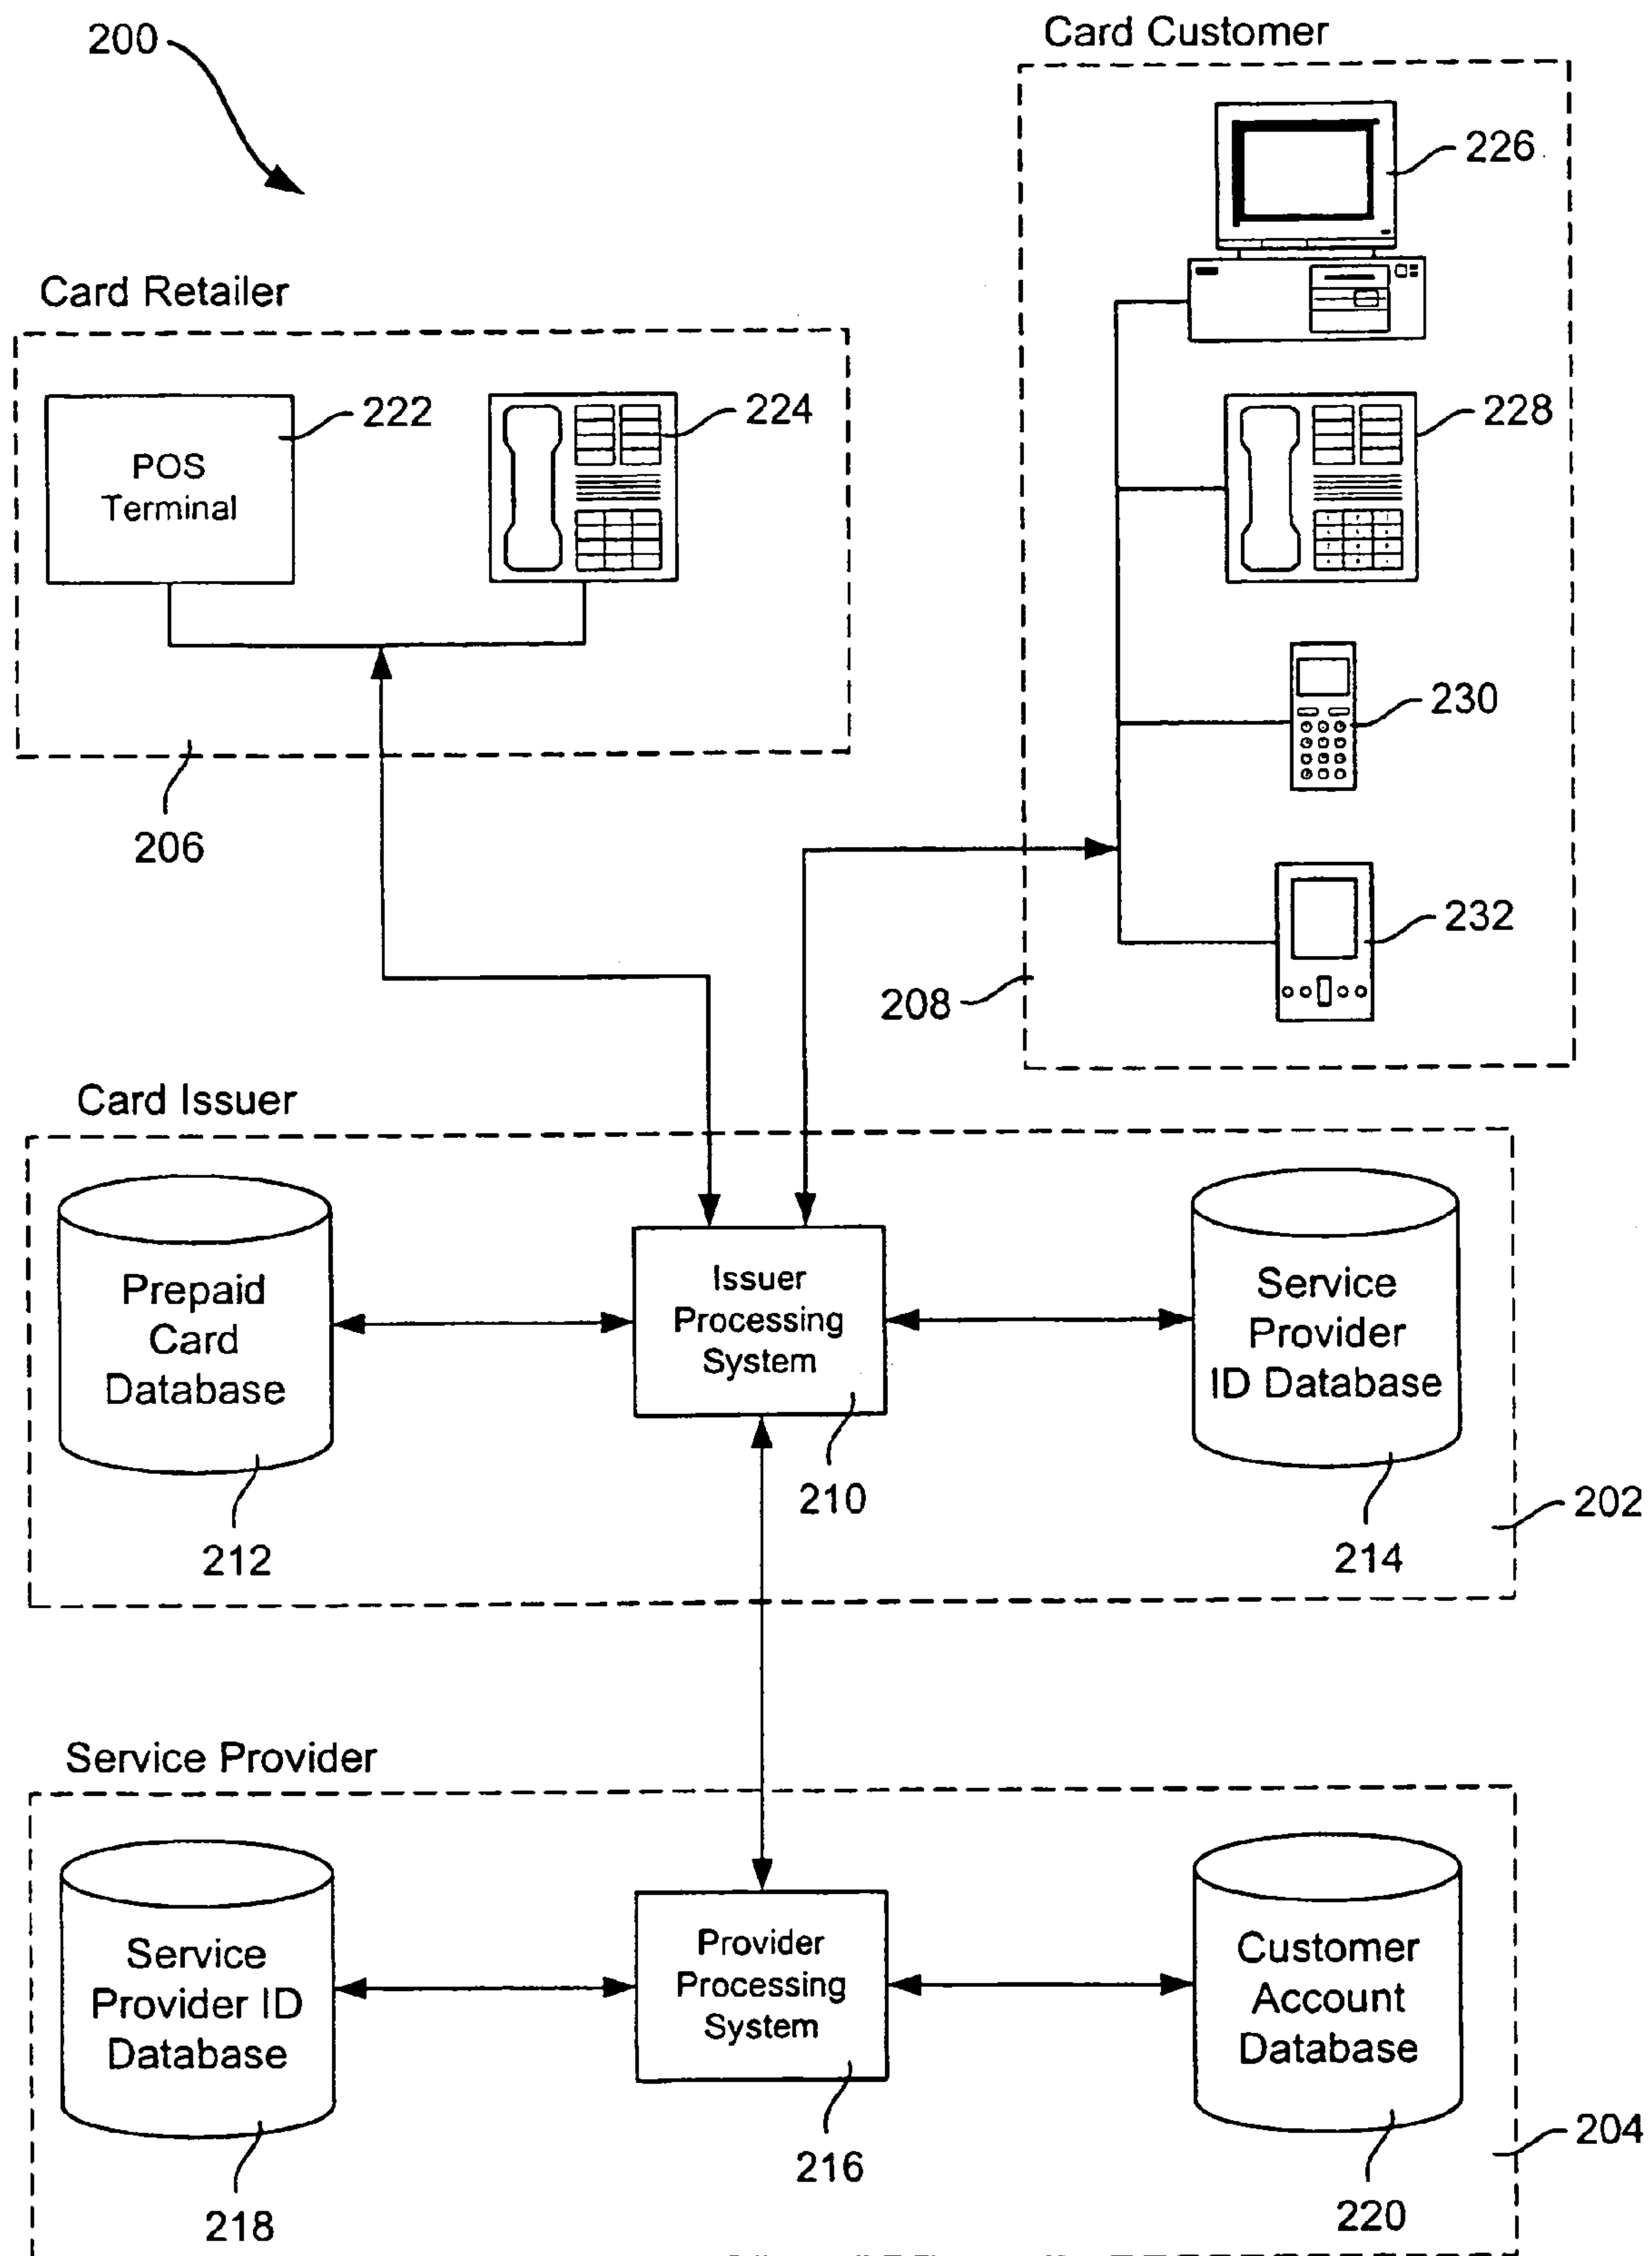 200
Card Customer
226
Card Retailer
222
224
228
POS
Terminal
230
206
232
208
Card Issuer
Prepaid
Card
Database
Issuer
Processing
System
Service
Provider
ID Database
210
202
212
214
Service Provider
Service
Provider ID
Database
Provider
Processing
System
Customer
Account
Database
204
216
218
220